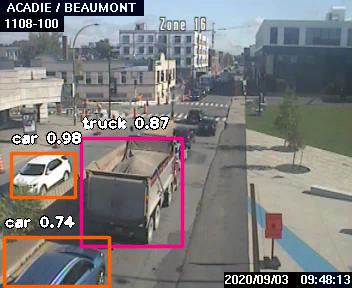 ACADIE / BEAUMONT
1108-100
Zone 16
truck 0.87
car 0.98
car 0.74
2020/09/03 09:48:13